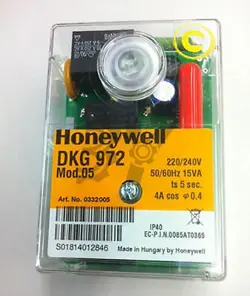 Honeywell
DKG 972
Mod.05
220/240V
50/60Hz 15VA
ts 5 sec.
4A cos φ 0,4
Art. No. 0332005
IP40
EC-P.I.N.0085AT0365
S01814012846
Made in Hungary by Honeywell